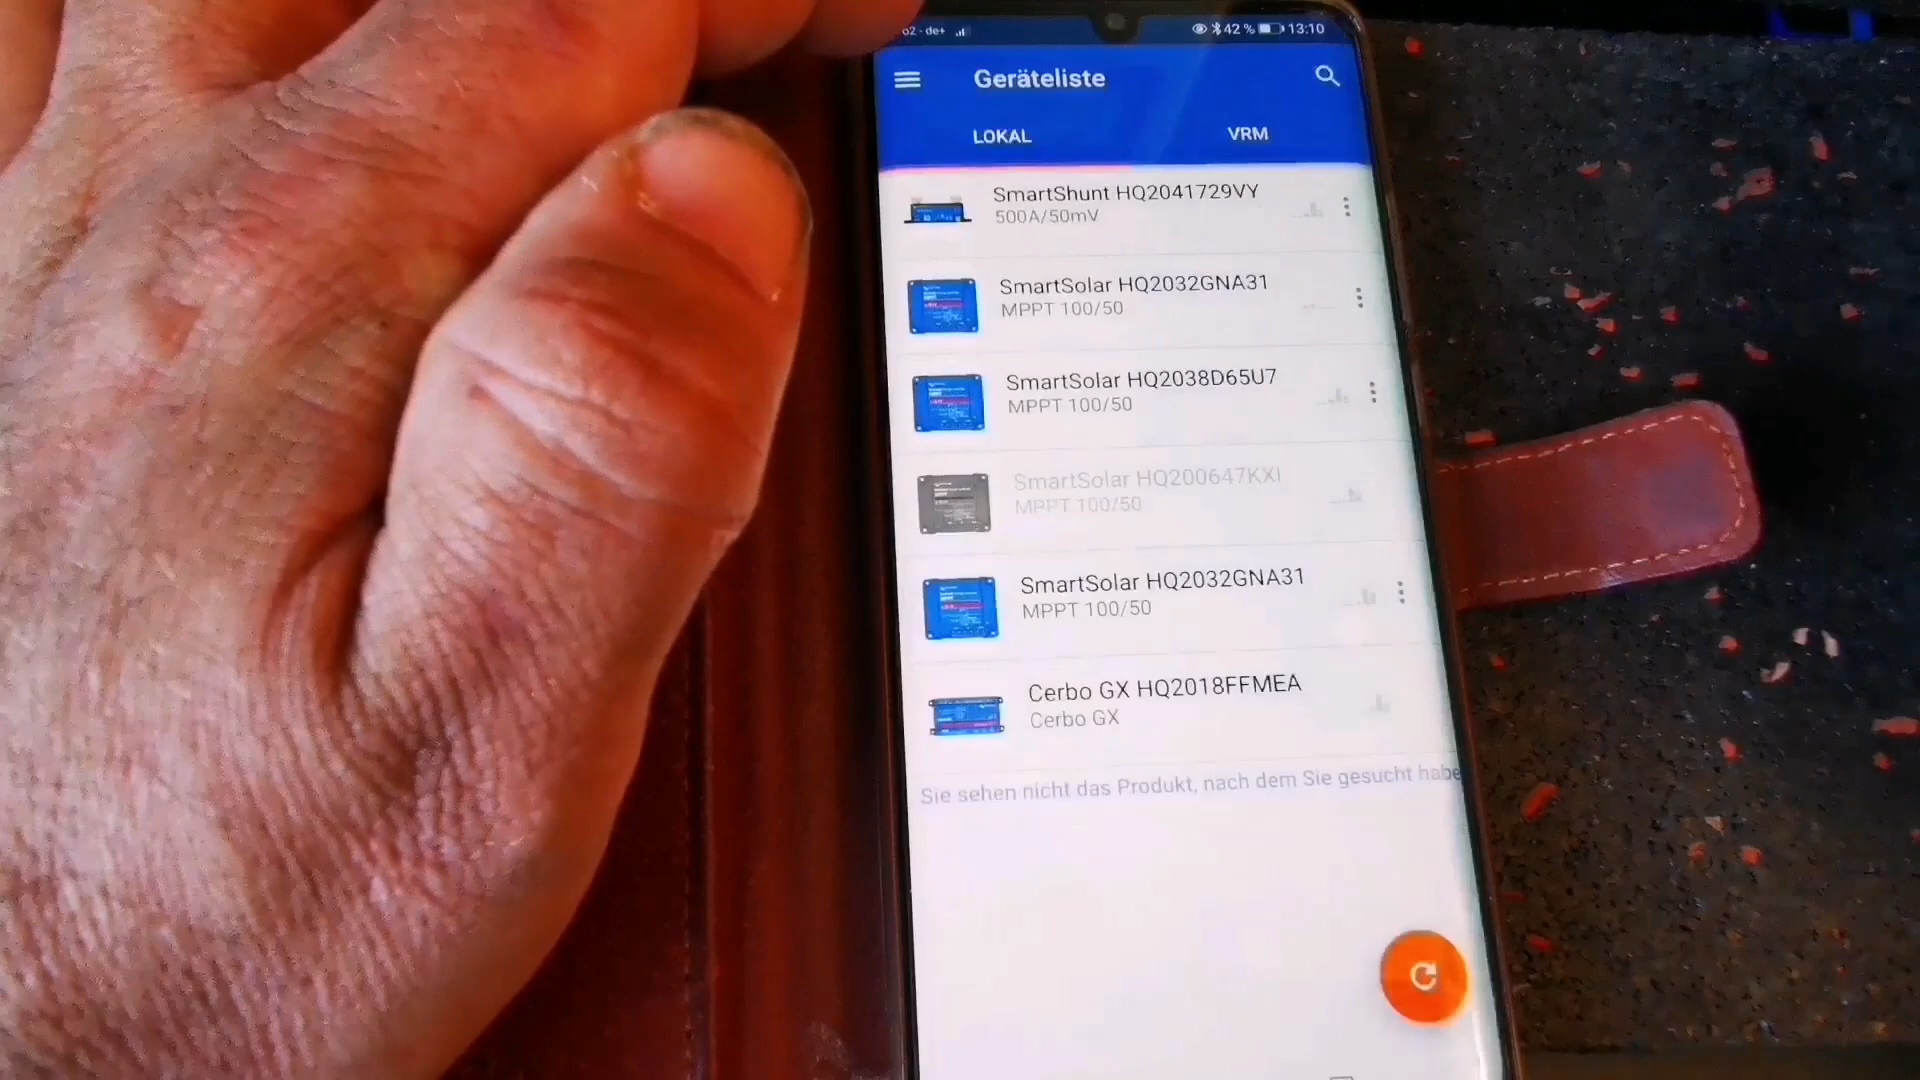 o2 - de+ 42 % 13:10
Geräteliste
LOKAL VRM
SmartShunt HQ2041729VY
500A/50mV
SmartSolar HQ2032GNA31
MPPT 100/50
SmartSolar HQ2038D65U7
MPPT 100/50
SmartSolar HQ200647KXI
MPPT 100/50
SmartSolar HQ2032GNA31
MPPT 100/50
Cerbo GX HQ2018FFMEA
Cerbo GX
Sie sehen nicht das Produkt, nach dem Sie gesucht habe